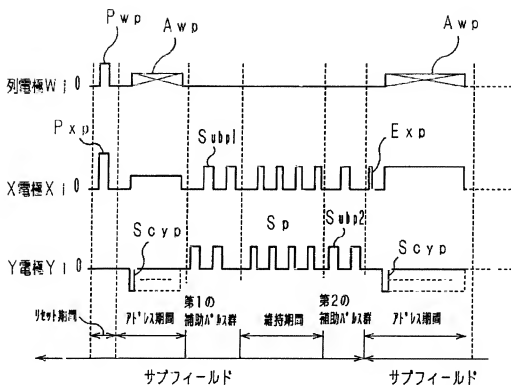 Pwp
Awp
Awp
列電極Wi 0
Pxp
Subp1
Exp
X電極Xi 0
Scyp
Sp
Subp2
Scyp
Y電極Yi 0
リセット期間
アドレス期間
第1の
補助パルス群
維持期間
第2の
補助パルス群
アドレス期間
サブフィールド
サブフィールド